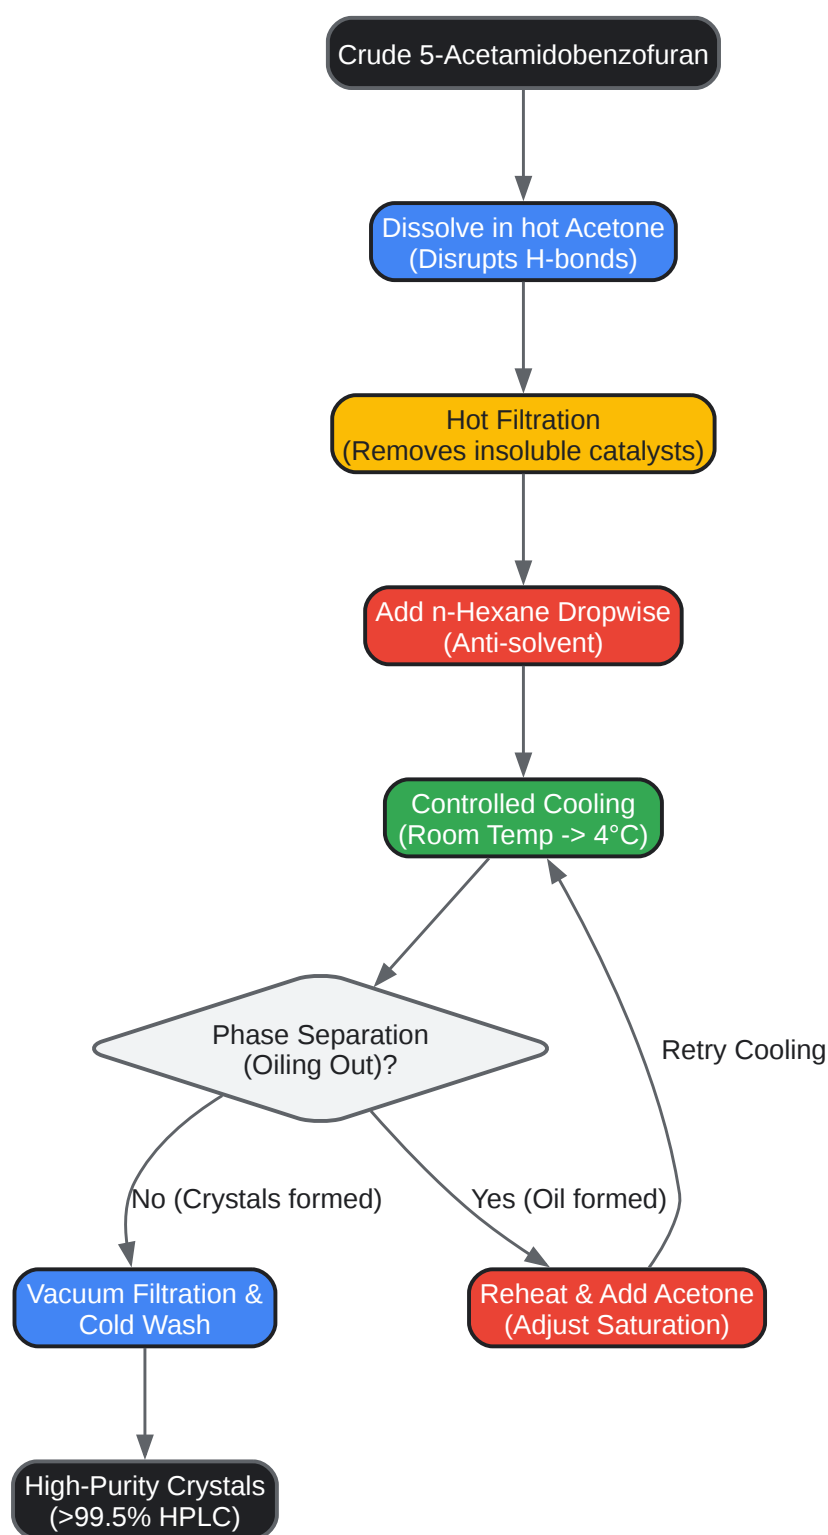 Crude 5-Acetamidobenzofuran
Dissolve in hot Acetone
(Disrupts H-bonds)
Hot Filtration
(Removes insoluble catalysts)
Add n-Hexane Dropwise
(Anti-solvent)
Controlled Cooling
(Room Temp -> 4°C)
Phase Separation
(Oiling Out)?
Retry Cooling
No (Crystals formed)
Yes (Oil formed)
Vacuum Filtration &
Cold Wash
Reheat & Add Acetone
(Adjust Saturation)
High-Purity Crystals
(>99.5% HPLC)